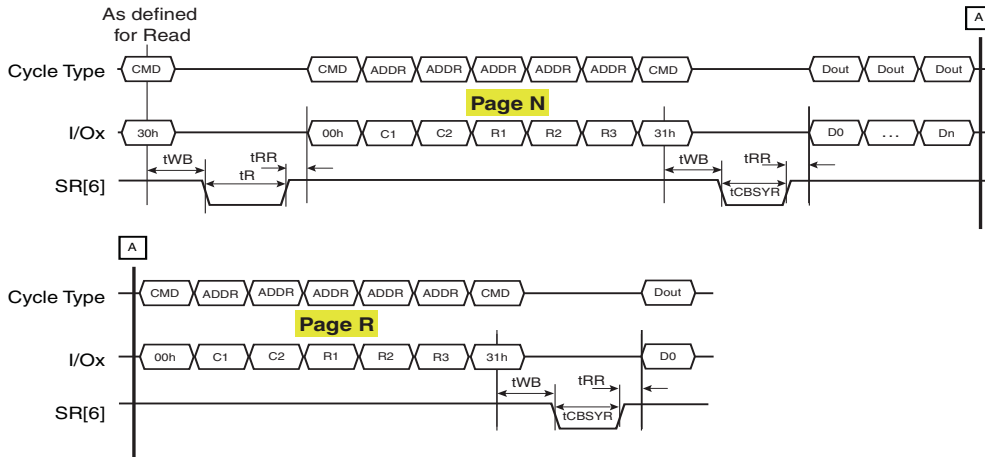 As defined
for Read
A
Cycle Type CMD CMD ADDR ADDR ADDR ADDR ADDR CMD Dout Dout Dout
Page N
I/Ox 30h 00h C1 C2 R1 R2 R3 31h D0 ... Dn
tWB tRR tWB tRR
SR[6] tR tCBSYR
A
Cycle Type CMD ADDR ADDR ADDR ADDR ADDR CMD Dout
Page R
I/Ox 00h C1 C2 R1 R2 R3 31h D0
tWB tRR
SR[6] tCBSYR